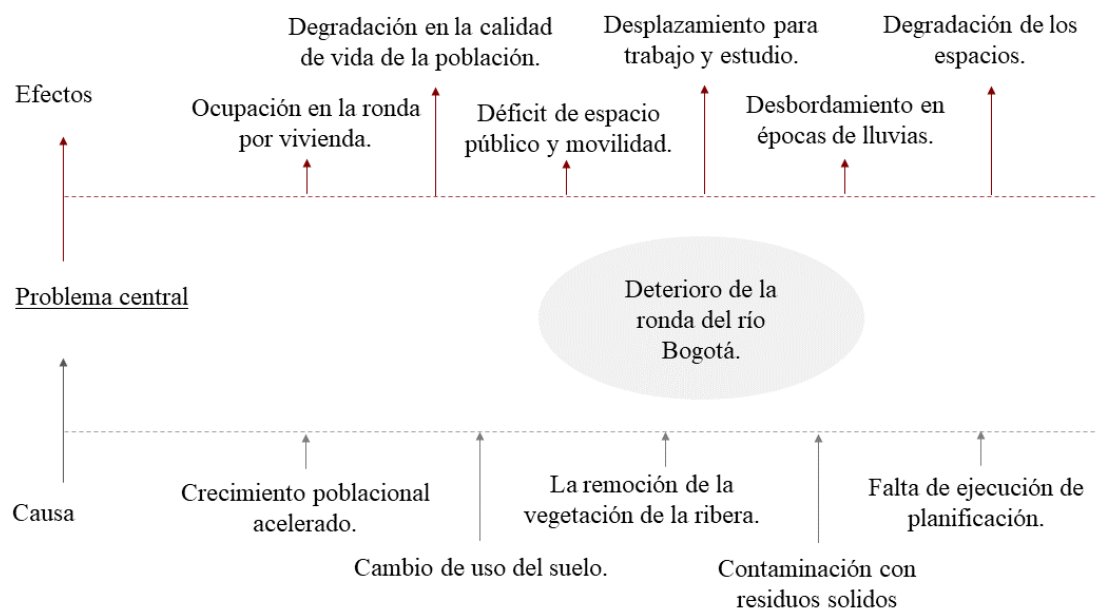 Degradación en la calidad
de vida de la población.
Desplazamiento para
trabajo y estudio.
Degradación de los
espacios.
Efectos
Ocupación en la ronda
por vivienda.
Déficit de espacio
público y movilidad.
Desbordamiento en
épocas de lluvias.
Problema central
Deterioro de la
ronda del río
Bogotá.
Causa
Crecimiento poblacional
acelerado.
La remoción de la
vegetación de la ribera.
Falta de ejecución de
planificación.
Cambio de uso del suelo.
Contaminación con
residuos solidos